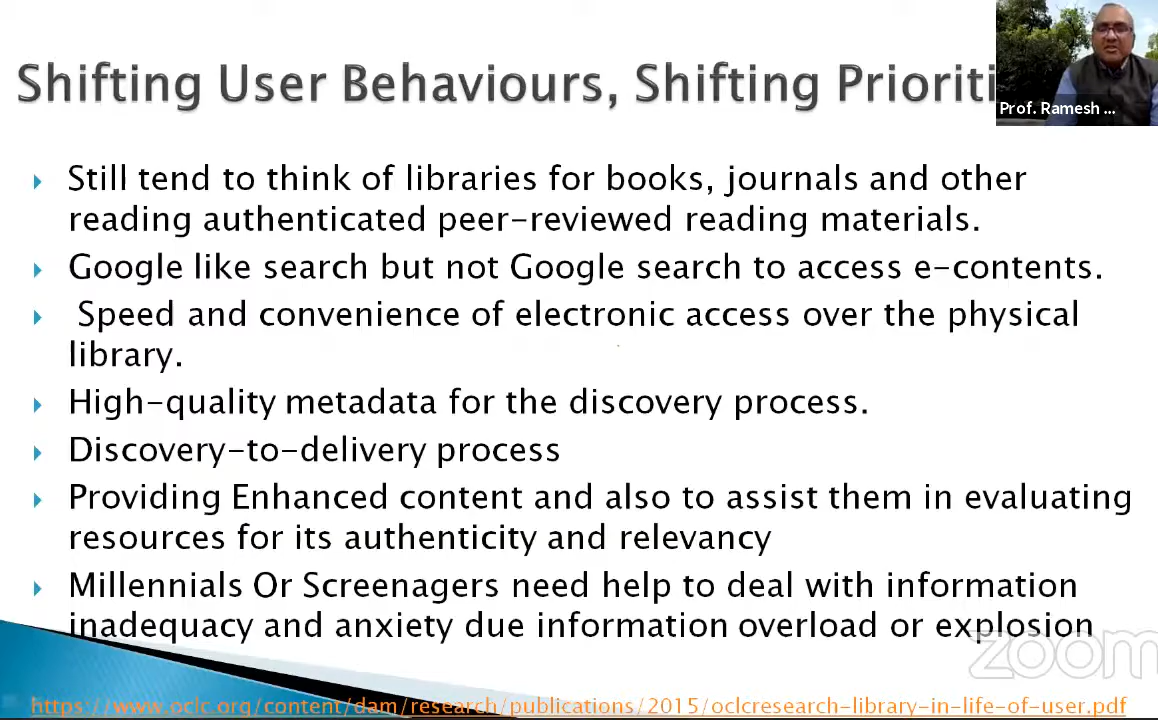 Shifting User Behaviours, Shifting Prioriti
Prof. Ramesh ...
Still tend to think of libraries for books, journals and other
reading authenticated peer-reviewed reading materials.
Google like search but not Google search to access e-contents.
Speed and convenience of electronic access over the physical
library.
High-quality metadata for the discovery process.
Discovery-to-delivery process
Providing Enhanced content and also to assist them in evaluating
resources for its authenticity and relevancy
Millennials Or Screenagers need help to deal with information
inadequacy and anxiety due information overload or explosion
zoom
https://www.oclc.org/content/dam/research/publications/2015/oclcresearch-library-in-life-of-user.pdf